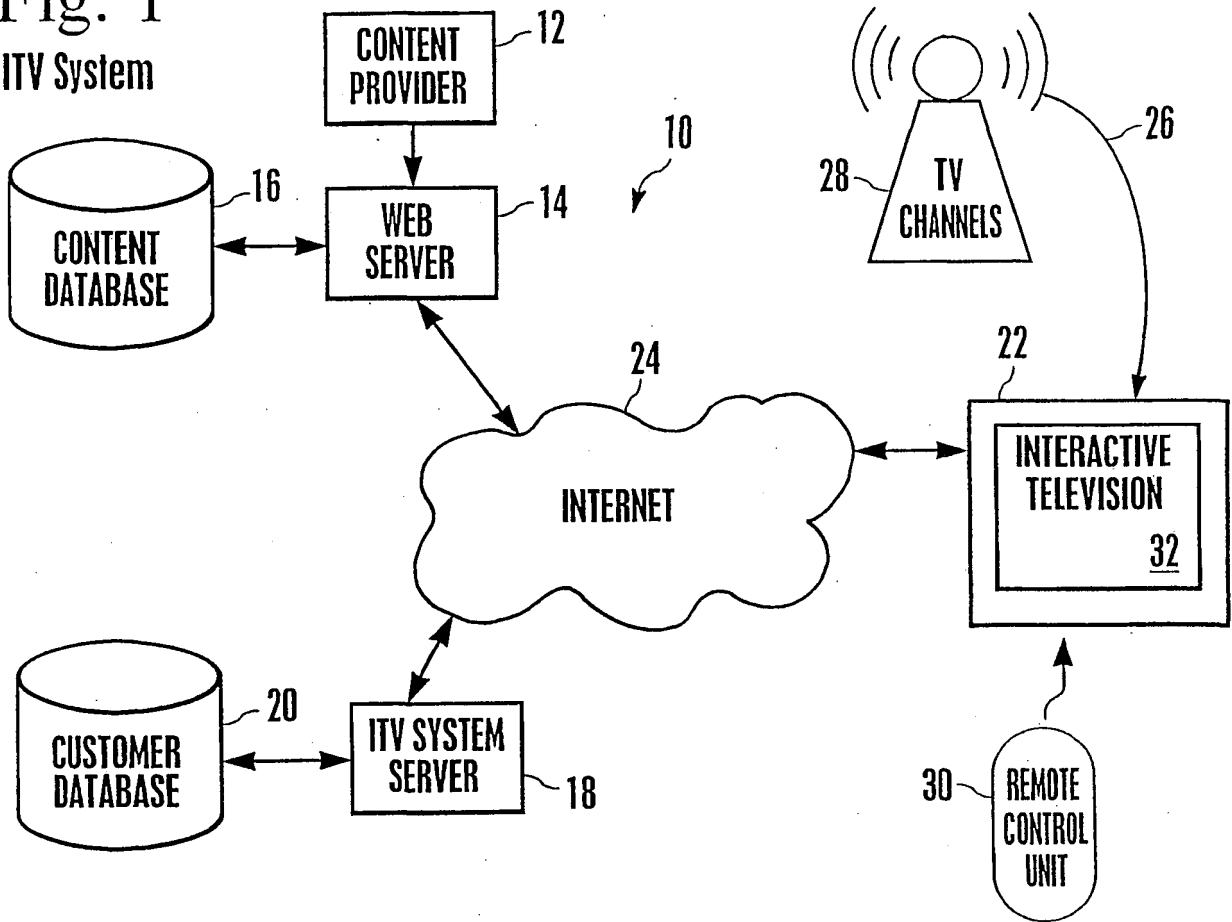 Fig. 1
ITV System
CONTENT
PROVIDER
12
10
CONTENT
DATABASE
16
WEB
SERVER
14
TV
CHANNELS
28
26
24
INTERNET
22
INTERACTIVE
TELEVISION
32
CUSTOMER
DATABASE
20
ITV SYSTEM
SERVER
18
30
REMOTE
CONTROL
UNIT